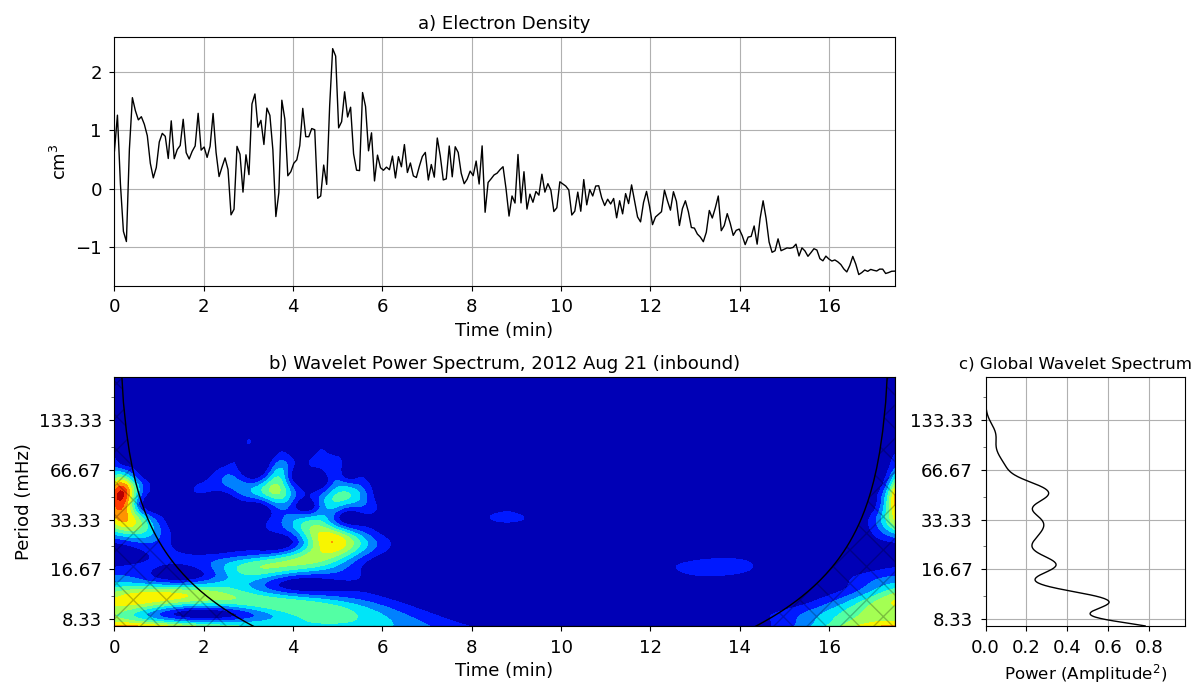 a) Electron Density
2
1
0
−1
cm³
0 2 4 6 8 10 12 14 16
Time (min)
b) Wavelet Power Spectrum, 2012 Aug 21 (inbound)
c) Global Wavelet Spectrum
133.33
66.67
33.33
16.67
8.33
Period (mHz)
0 2 4 6 8 10 12 14 16
Time (min)
133.33
66.67
33.33
16.67
8.33
0.0 0.2 0.4 0.6 0.8
Power (Amplitude²)